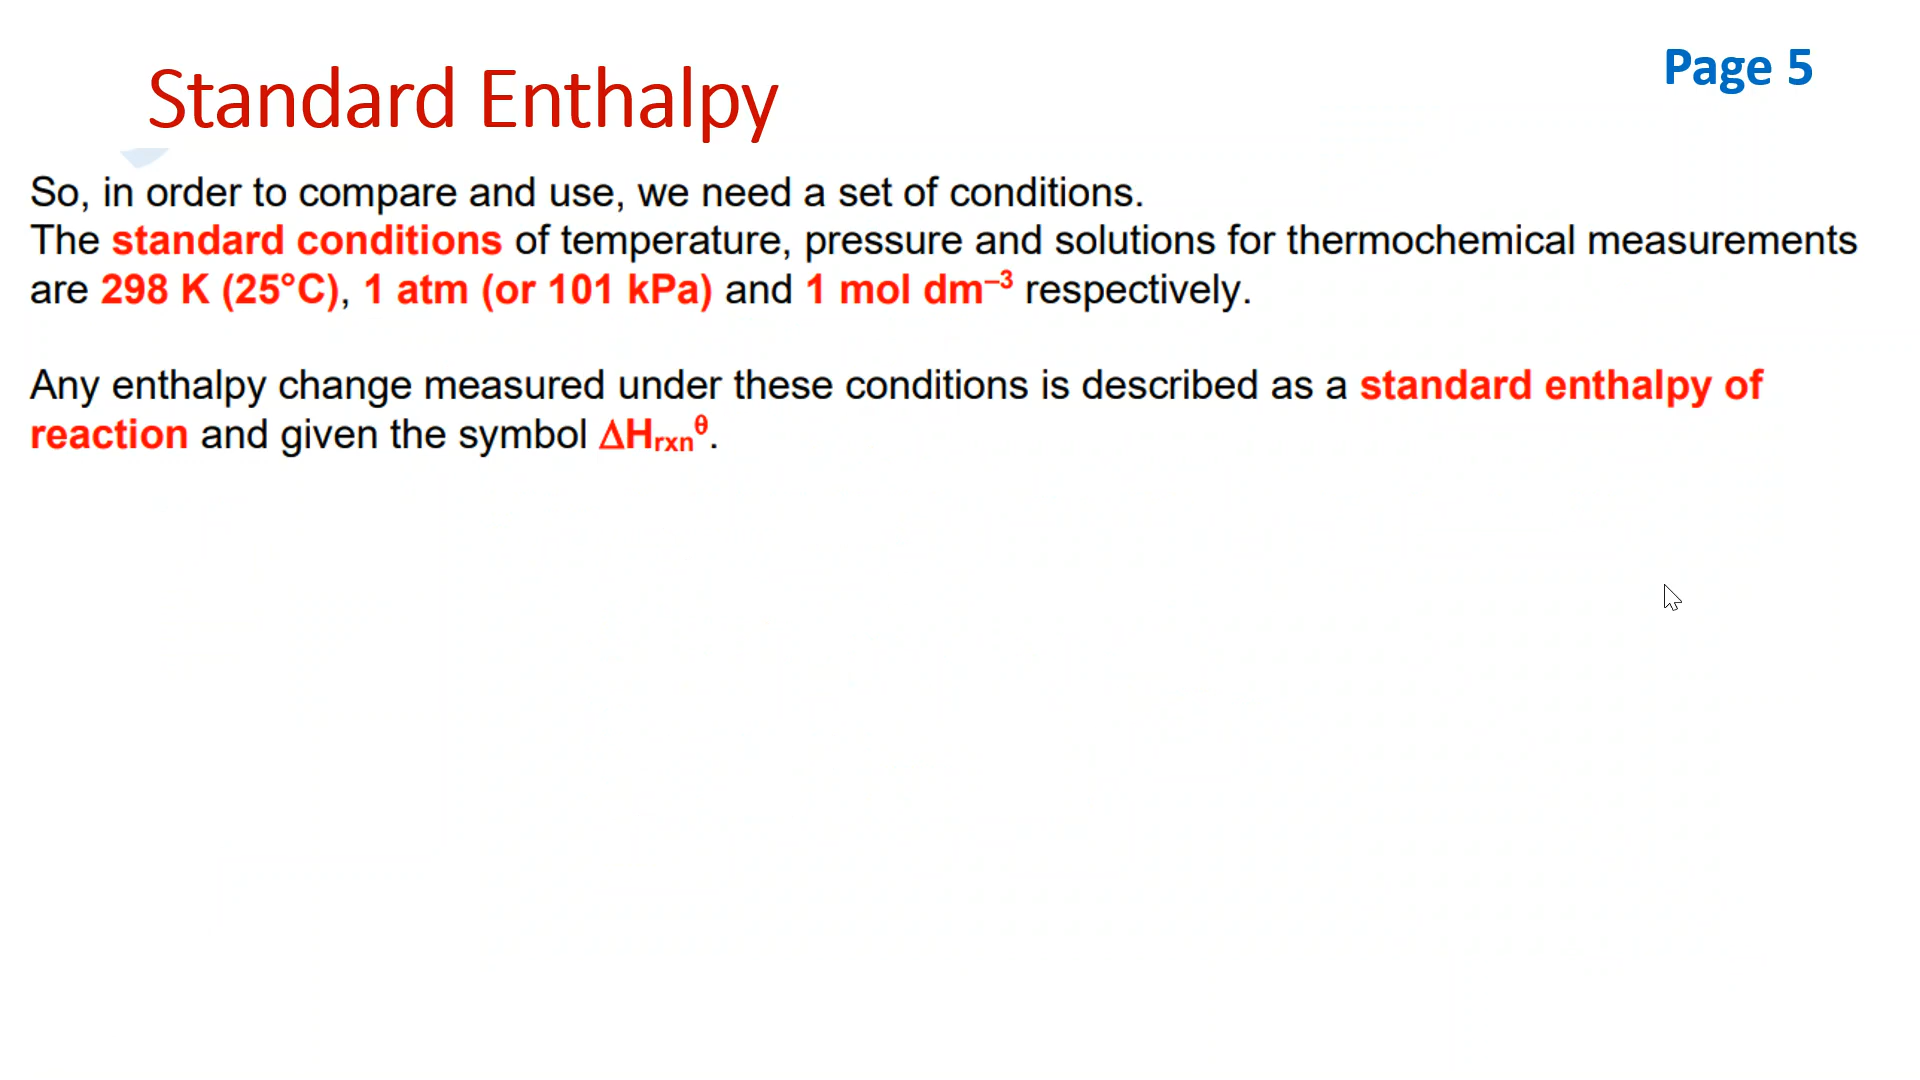 Page 5
Standard Enthalpy
So, in order to compare and use, we need a set of conditions.
The standard conditions of temperature, pressure and solutions for thermochemical measurements
are 298 K (25°C), 1 atm (or 101 kPa) and 1 mol dm⁻³ respectively.
Any enthalpy change measured under these conditions is described as a standard enthalpy of
reaction and given the symbol ΔHᵣₓₙᶿ.